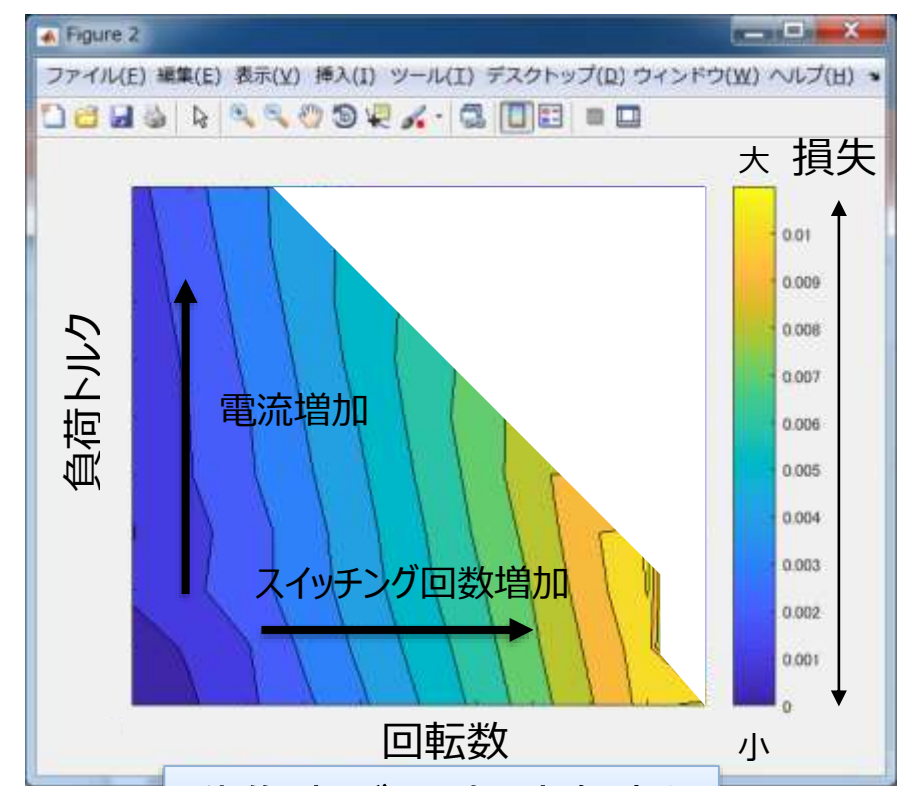 Figure 2
ファイル(F) 編集(E) 表示(V) 挿入(I) ツール(T) デスクトップ(D) ウィンドウ(W) ヘルプ(H)
大 損失
0.01
0.009
0.008
0.007
0.006
0.005
0.004
0.003
0.002
0.001
0
小
負荷トルク
電流増加
スイッチング回数増加
回転数